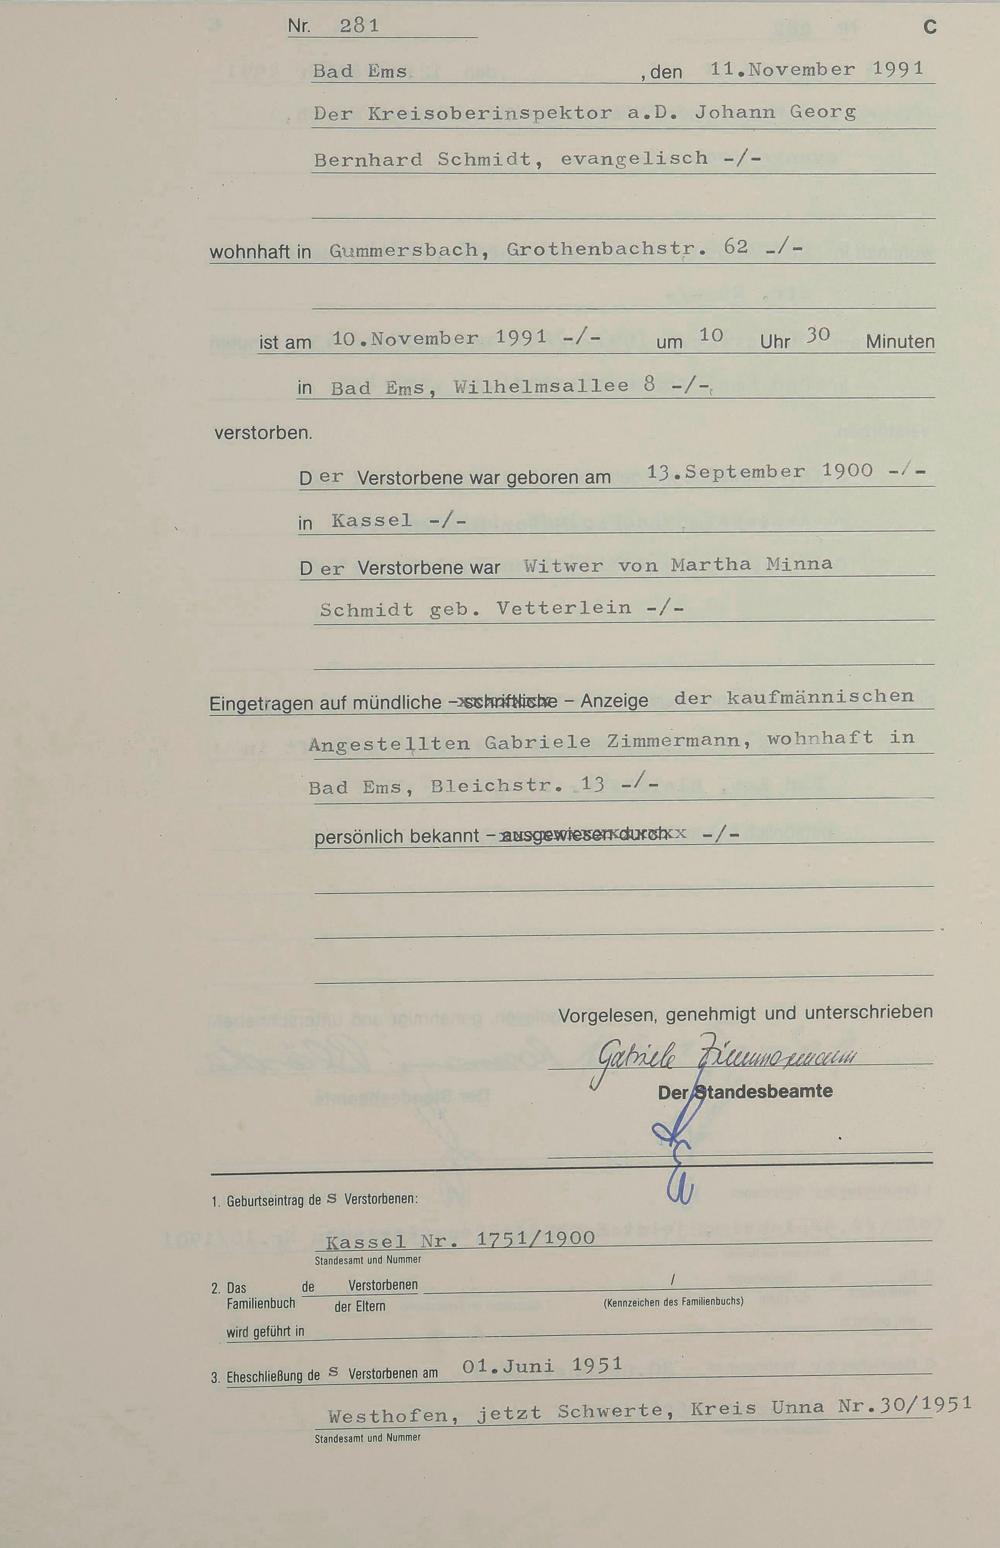 Nr. 281 C
Bad Ems , den 11.November 1991
Der Kreisoberinspektor a.D. Johann Georg
Bernhard Schmidt, evangelisch -/-
wohnhaft in Gummersbach, Grothenbachstr. 62 -/-
ist am 10.November 1991 -/- um 10 Uhr 30 Minuten
in Bad Ems, Wilhelmsallee 8 -/-
verstorben.
Der Verstorbene war geboren am 13.September 1900 -/-
in Kassel -/-
Der Verstorbene war Witwer von Martha Minna
Schmidt geb. Vetterlein -/-
Eingetragen auf mündliche – schriftliche – Anzeige der kaufmännischen
Angestellten Gabriele Zimmermann, wohnhaft in
Bad Ems, Bleichstr. 13 -/-
persönlich bekannt – ausgewiesen durch -/-
Vorgelesen, genehmigt und unterschrieben
Gabriele Zimmermann
Der Standesbeamte
1. Geburtseintrag des Verstorbenen:
Kassel Nr. 1751/1900
Standesamt und Nummer
2. Das Familienbuch de Verstorbenen /
der Eltern (Kennzeichen des Familienbuchs)
wird geführt in
3. Eheschließung des Verstorbenen am 01.Juni 1951
Westhofen, jetzt Schwerte, Kreis Unna Nr.30/1951
Standesamt und Nummer